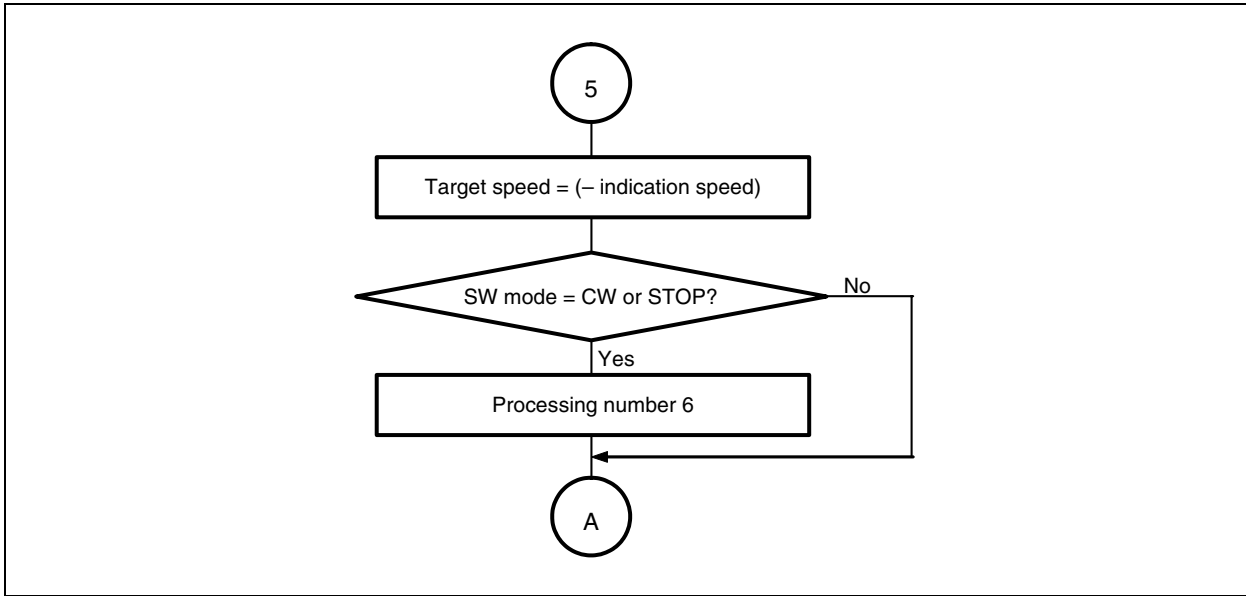 5
Target speed = (– indication speed)
SW mode = CW or STOP?
No
Yes
Processing number 6
A